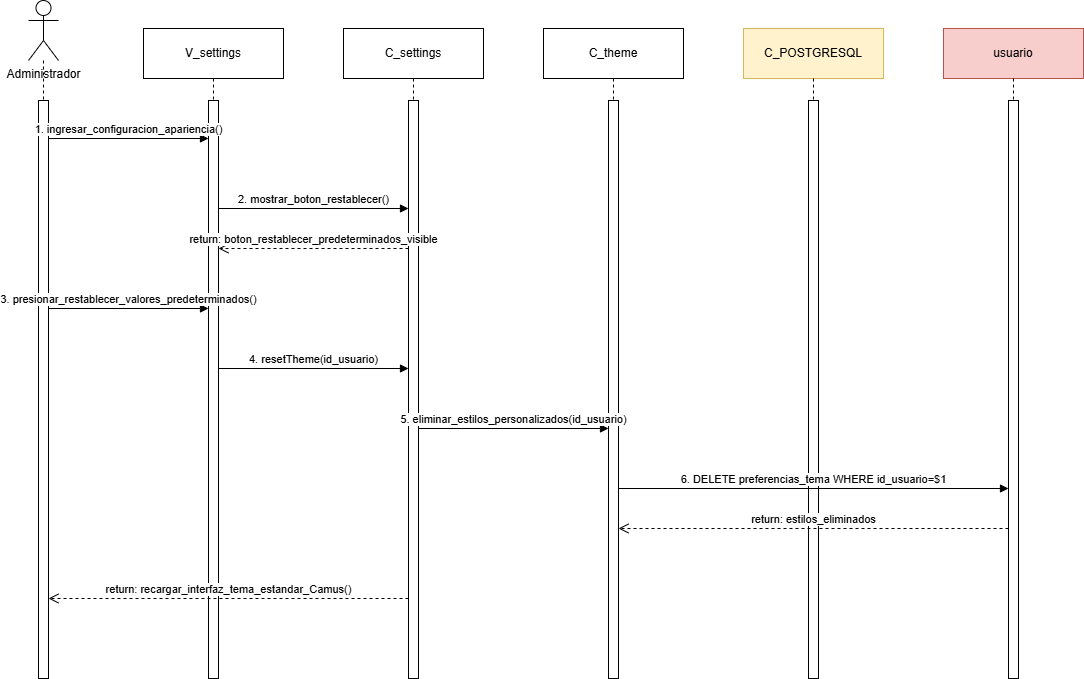 Administrador
V_settings
C_settings
C_theme
C_POSTGRESQL
usuario
1. ingresar_configuracion_apariencia()
2. mostrar_boton_restablecer()
return: boton_restablecer_predeterminados_visible
3. presionar_restablecer_valores_predeterminados()
4. resetTheme(id_usuario)
5. eliminar_estilos_personalizados(id_usuario)
6. DELETE preferencias_tema WHERE id_usuario=$1
return: estilos_eliminados
return: recargar_interfaz_tema_estandar_Camus()